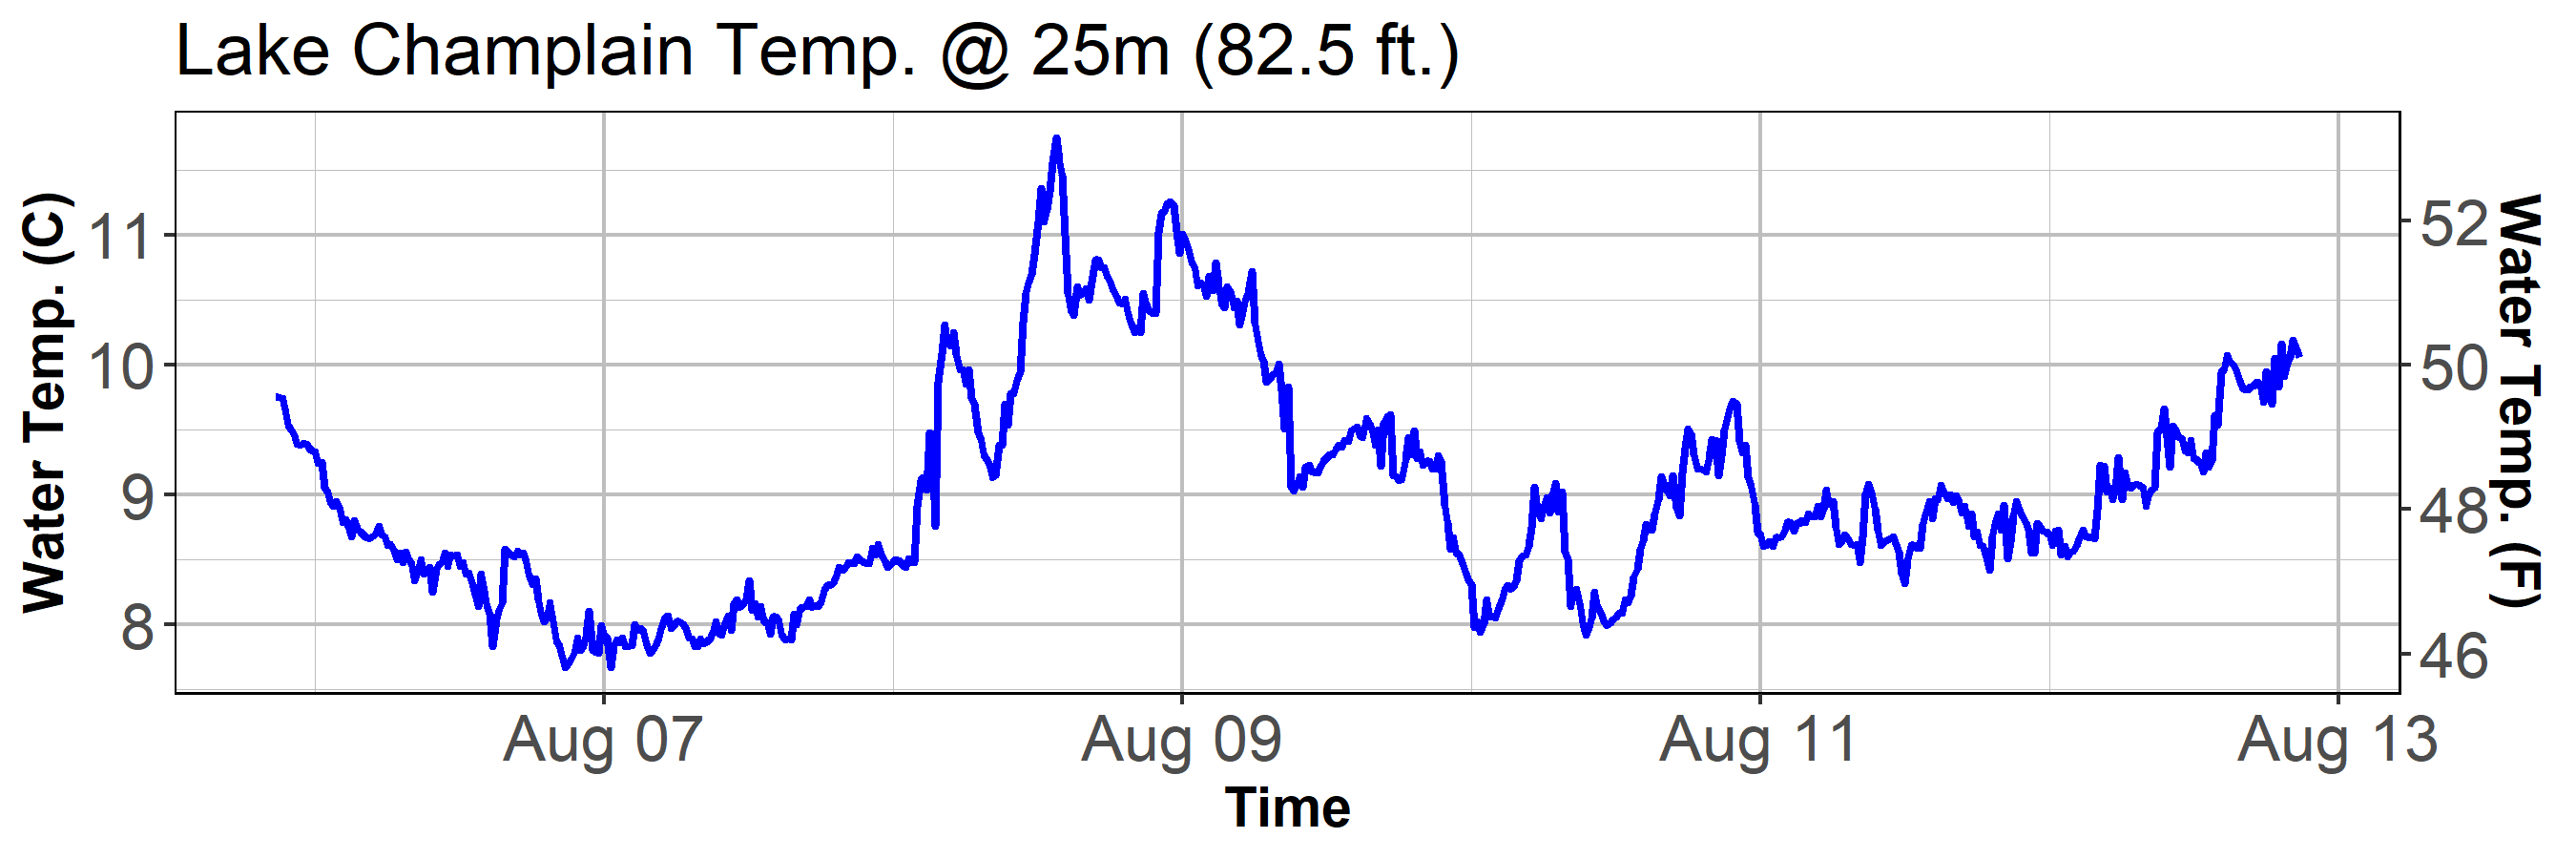 Lake Champlain Temp. @ 25m (82.5 ft.)
Water Temp. (C)
11
10
9
8
52
50
48
46
Water Temp. (F)
Aug 07
Aug 09
Aug 11
Aug 13
Time